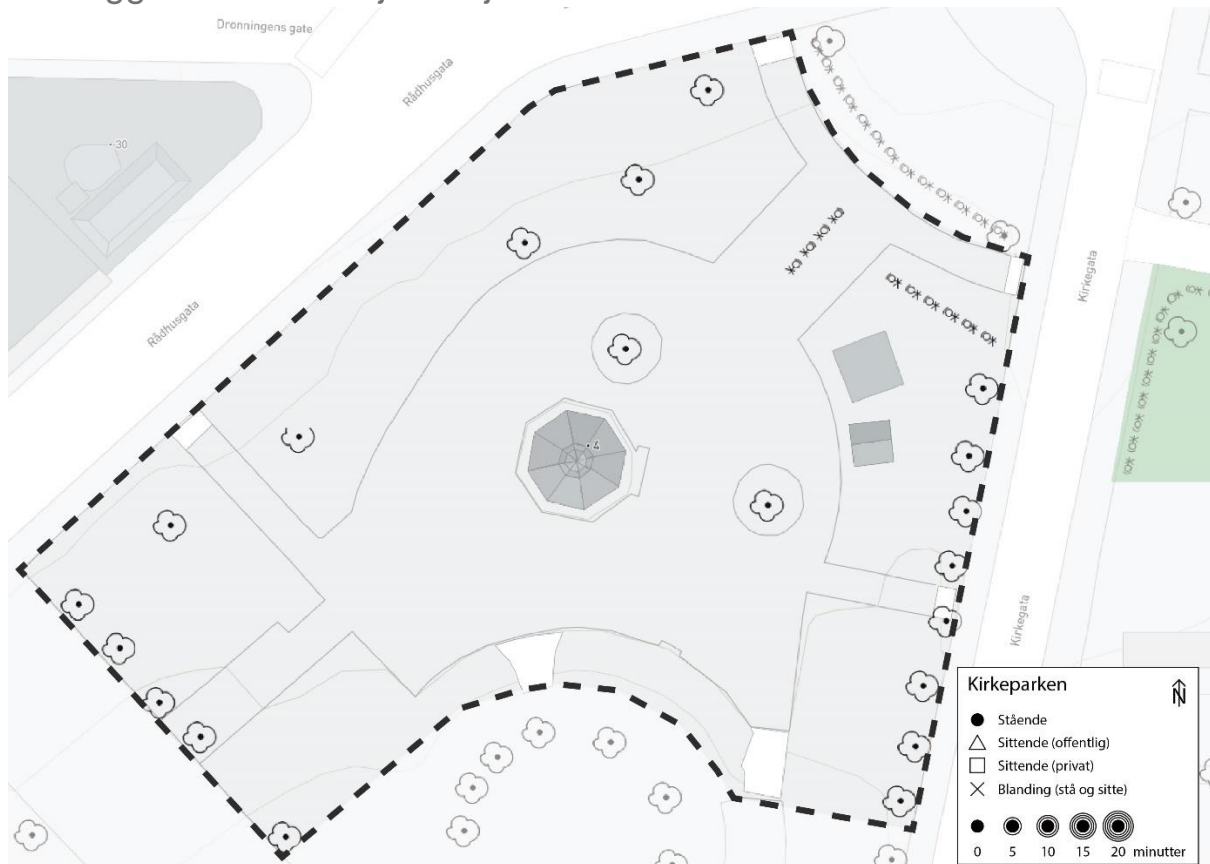 Dronningens gate
Rådhusgata
30
Rådhusgata
Kirkegata
4
Kirkegata
Kirkeparken
N
Stående
Sittende (offentlig)
Sittende (privat)
Blanding (stå og sitte)
0 5 10 15 20 minutter